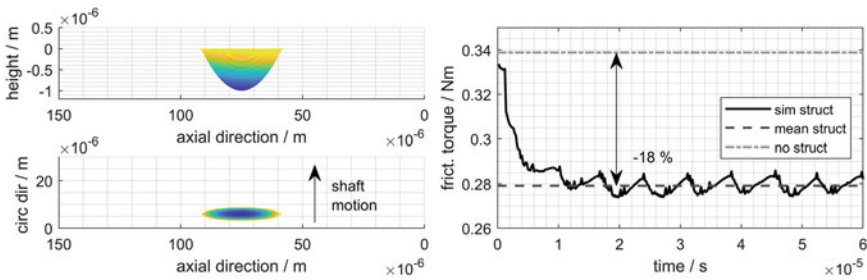 ×10⁻⁶
0.5
0
-0.5
-1
height / m
150
100
50
0
axial direction / m
×10⁻⁶
×10⁻⁶
20
0
circ dir / m
shaft
motion
150
100
50
0
axial direction / m
×10⁻⁶
0.34
0.32
0.3
0.28
0.26
frict. torque / Nm
-18 %
sim struct
mean struct
no struct
0
1
2
3
4
5
6
time / s
×10⁻⁵